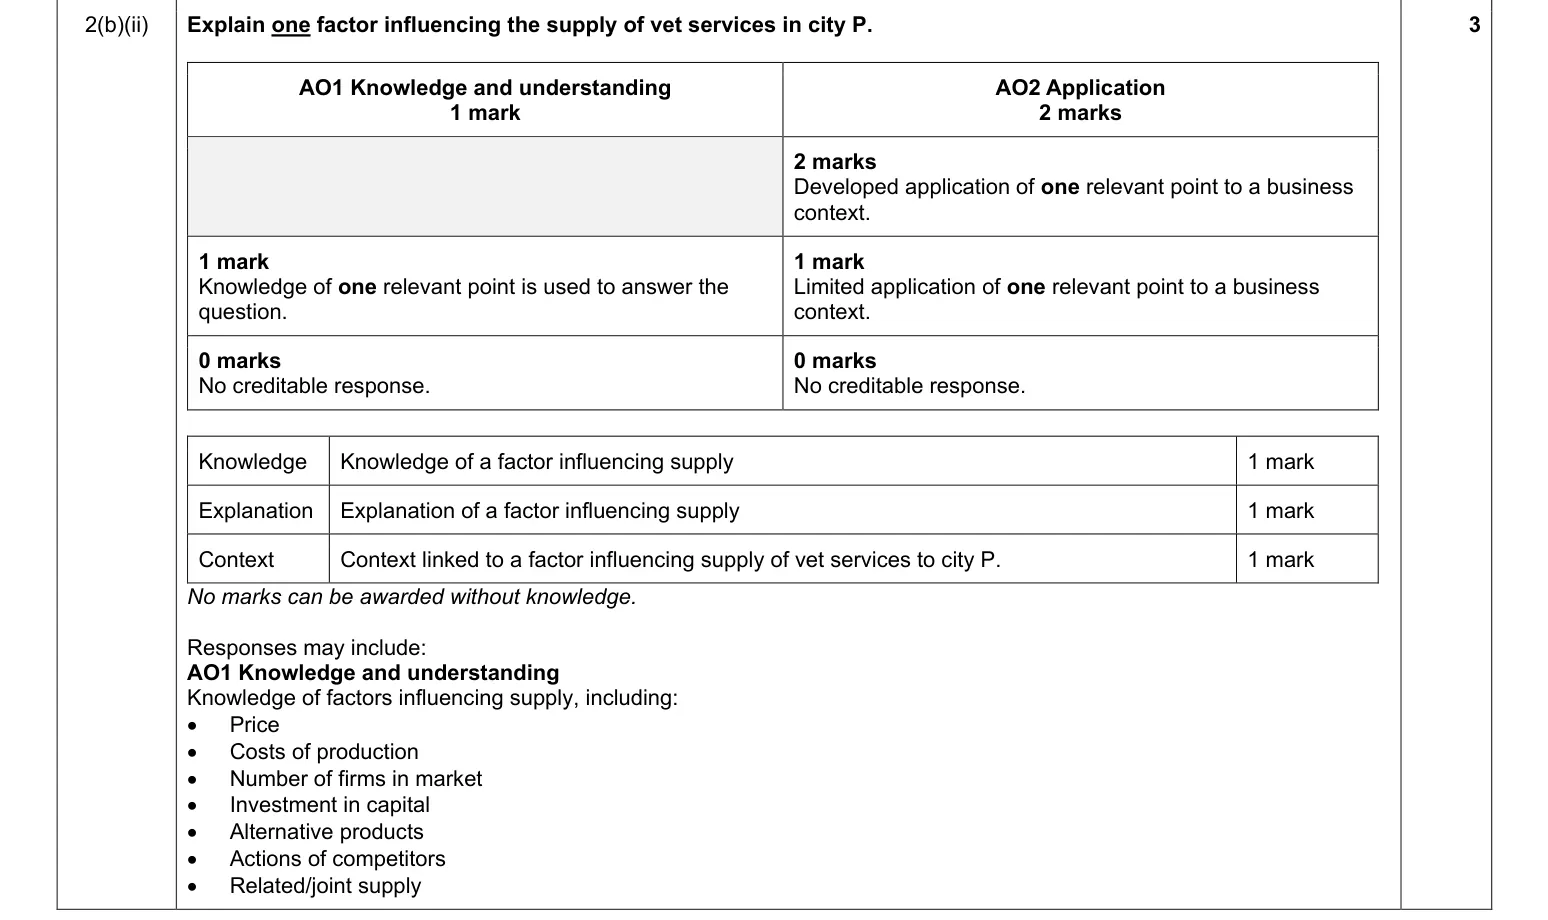 2(b)(ii)
Explain one factor influencing the supply of vet services in city P.
3
AO1 Knowledge and understanding
1 mark
AO2 Application
2 marks
2 marks
Developed application of one relevant point to a business
context.
1 mark
Knowledge of one relevant point is used to answer the
question.
1 mark
Limited application of one relevant point to a business
context.
0 marks
No creditable response.
0 marks
No creditable response.
Knowledge
Knowledge of a factor influencing supply
1 mark
Explanation
Explanation of a factor influencing supply
1 mark
Context
Context linked to a factor influencing supply of vet services to city P.
1 mark
No marks can be awarded without knowledge.
Responses may include:
AO1 Knowledge and understanding
Knowledge of factors influencing supply, including:
• Price
• Costs of production
• Number of firms in market
• Investment in capital
• Alternative products
• Actions of competitors
• Related/joint supply